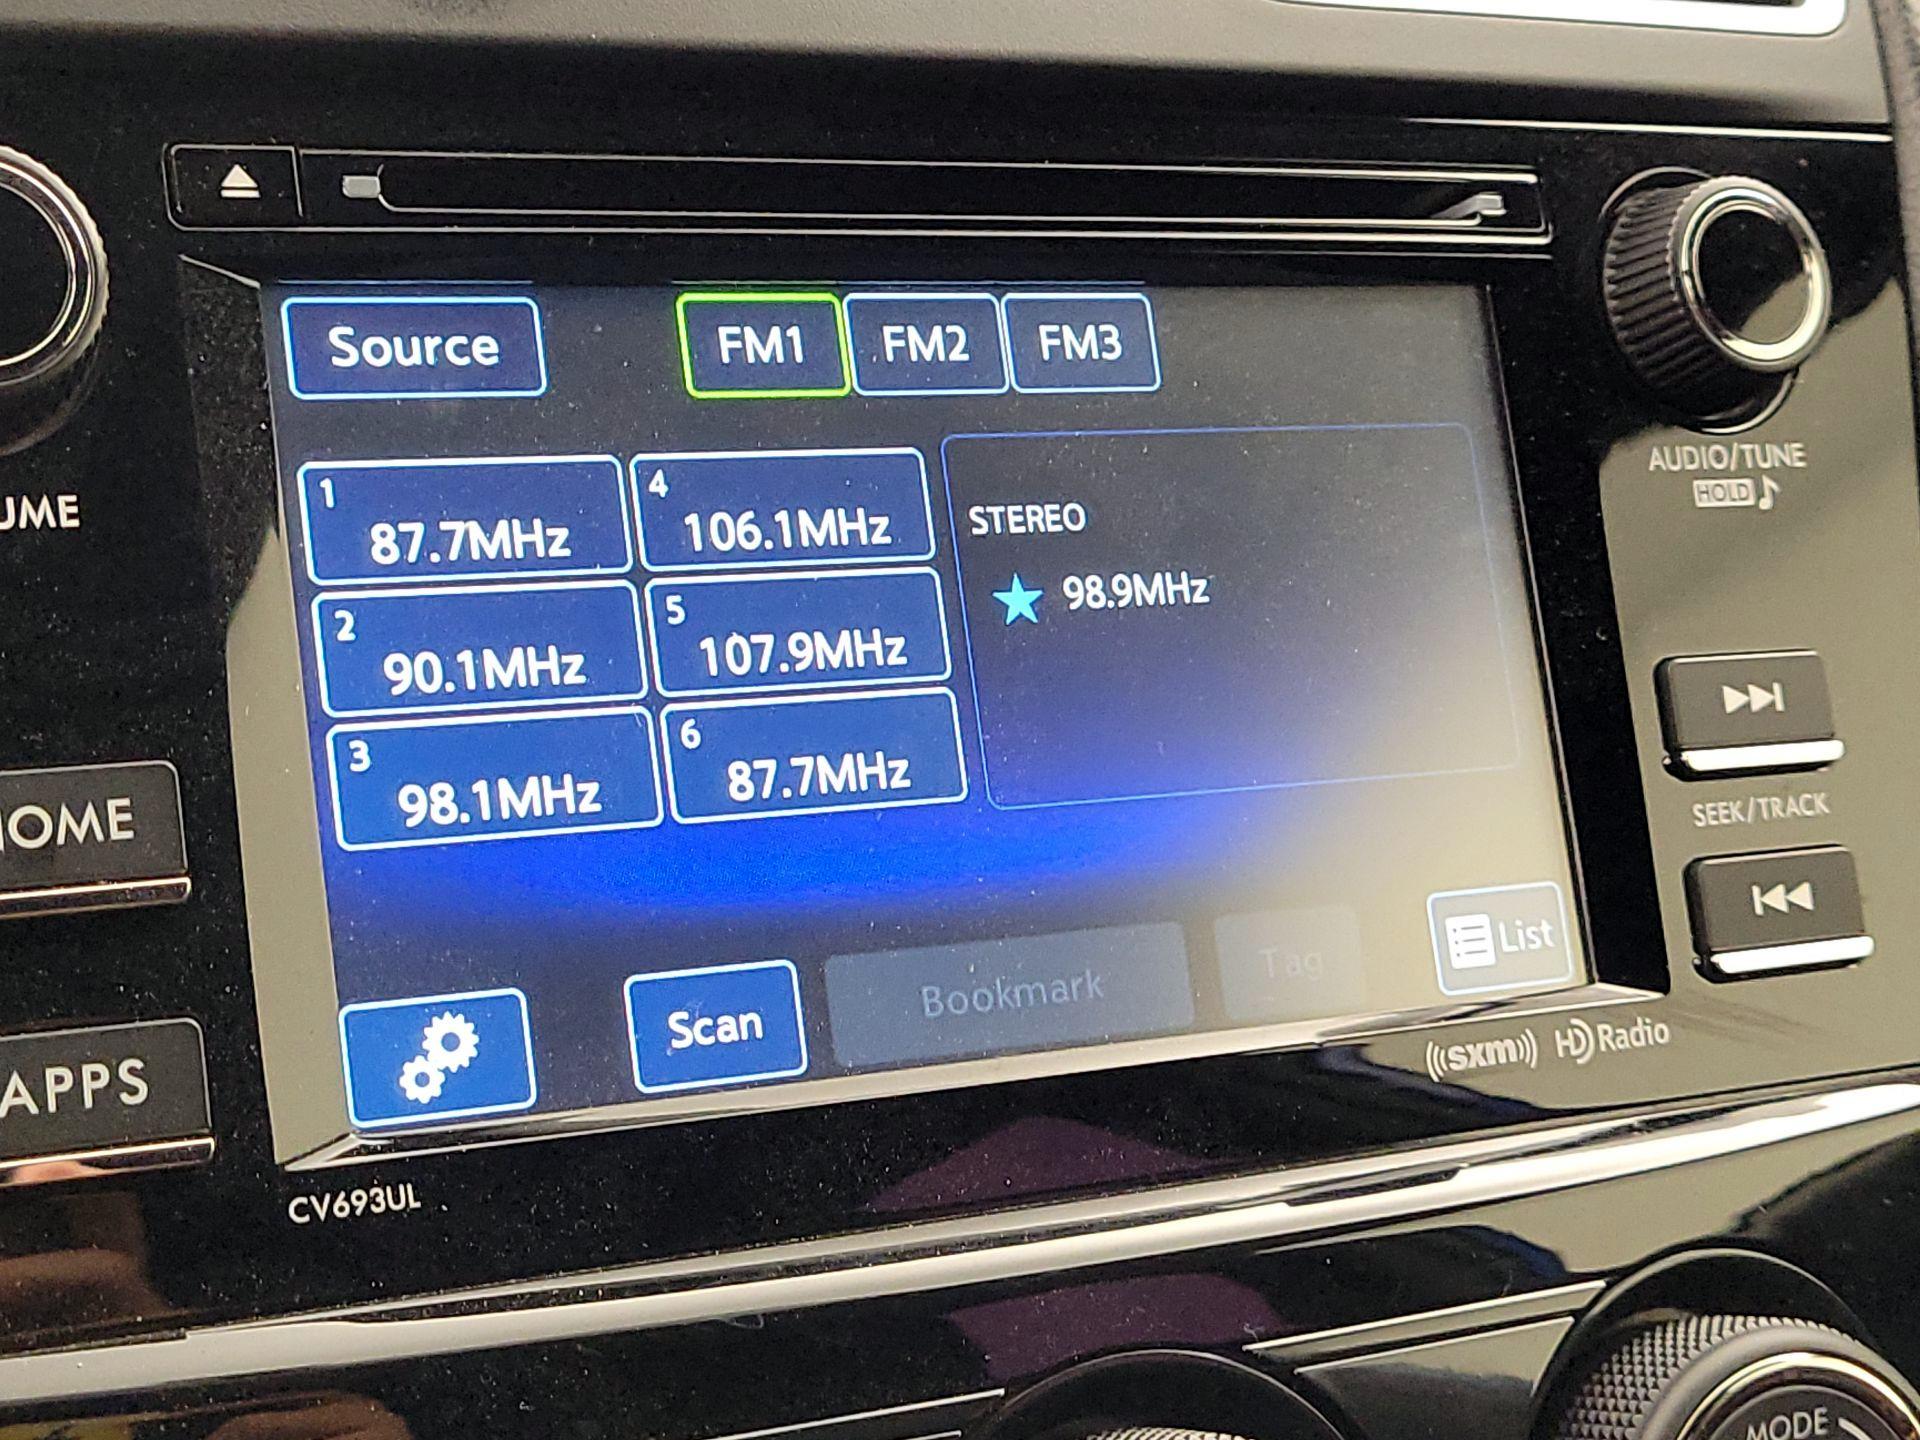 Source
FM1
FM2
FM3
1
87.7MHz
4
106.1MHz
2
90.1MHz
5
107.9MHz
3
98.1MHz
6
87.7MHz
STEREO
98.9MHz
Scan
Bookmark
Tag
List
UME
HOME
APPS
AUDIO/TUNE
HOLD
SEEK/TRACK
((sxm)) HD Radio
CV693UL
MODE